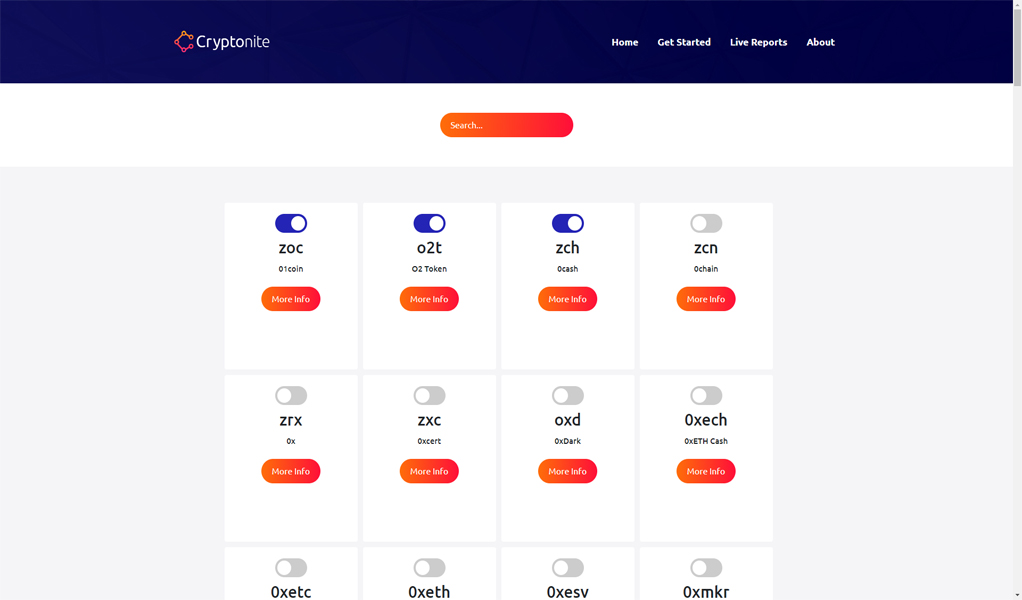 Cryptonite
Home Get Started Live Reports About
Search...
zoc o2t zch zcn
01coin O2 Token 0cash 0chain
More Info More Info More Info More Info
zrx zxc oxd 0xech
0x 0xcert 0xDark 0xETH Cash
More Info More Info More Info More Info
0xetc 0xeth 0xesv 0xmkr